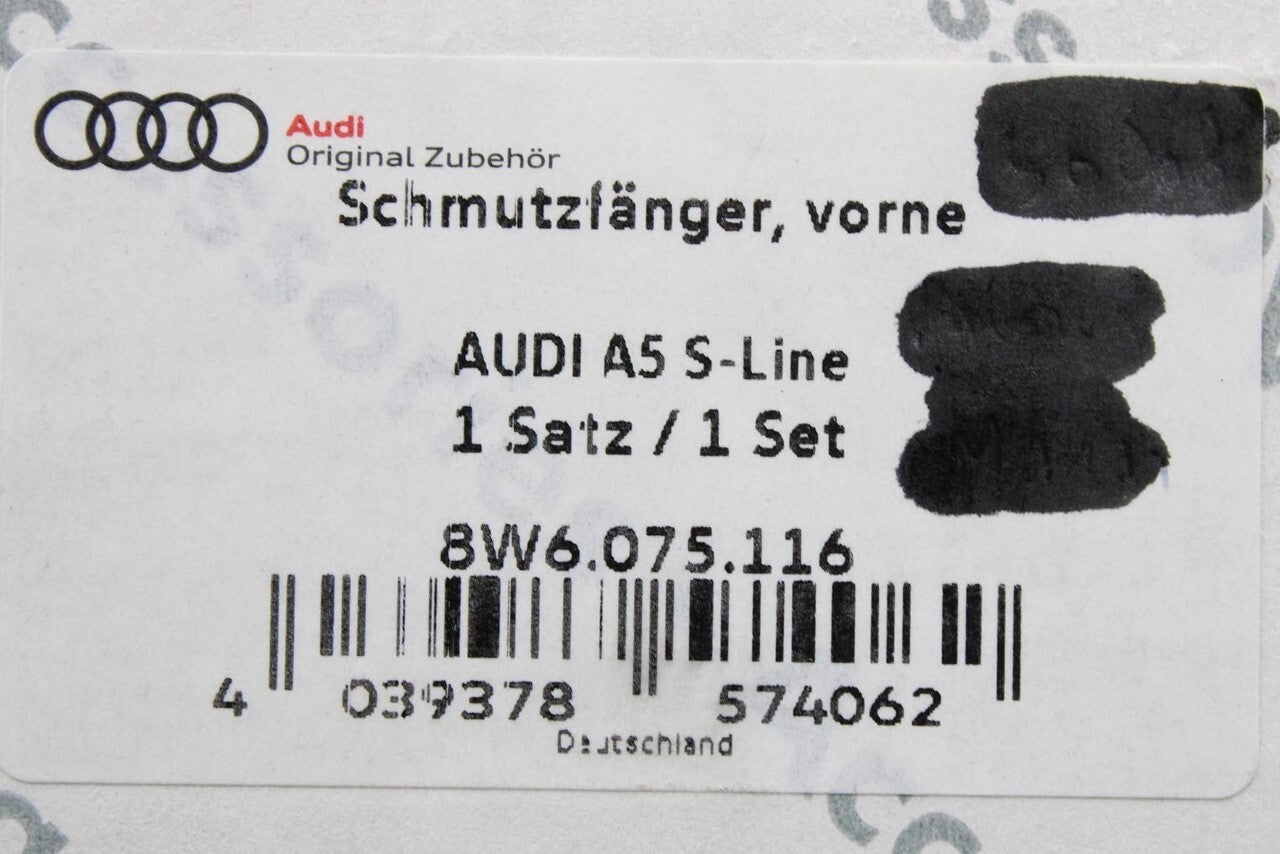 Audi
Original Zubehör
Schmutzfänger, vorne
AUDI A5 S-Line
1 Satz / 1 Set
8W6.075.116
4 039378 574062
Deutschland